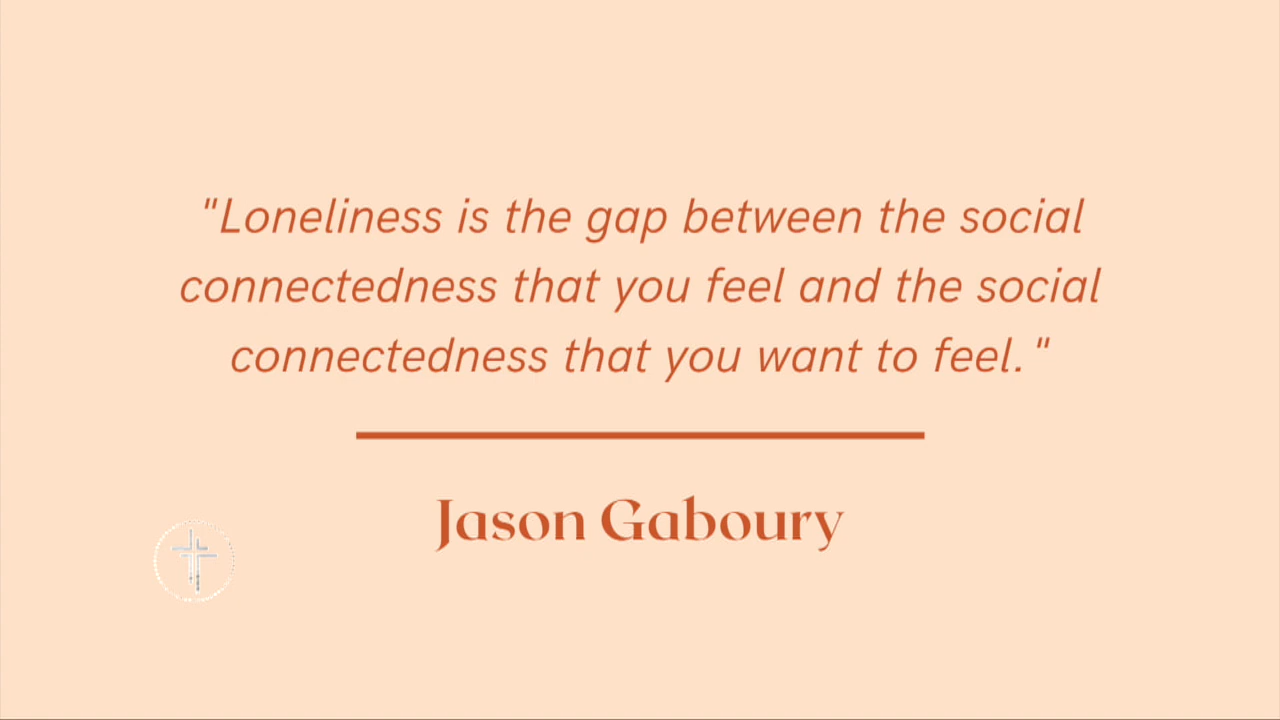 "Loneliness is the gap between the social
connectedness that you feel and the social
connectedness that you want to feel. "
Jason Gaboury